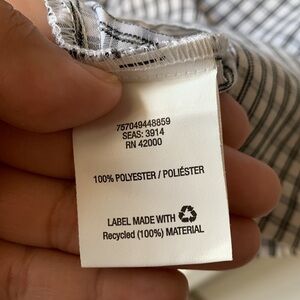 757049448859
SEAS: 3914
RN 42000
100% POLYESTER / POLIÉSTER
LABEL MADE WITH
Recycled (100%) MATERIAL